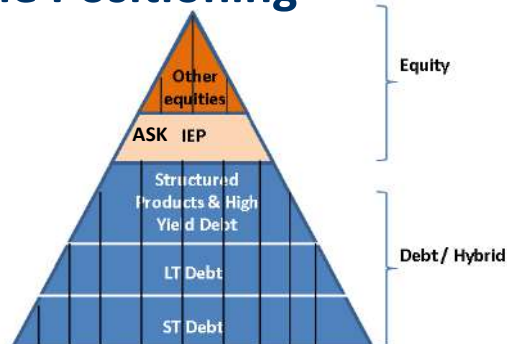 Positioning
Other
equities
ASK IEP
Structured
Products & High
Yield Debt
LT Debt
ST Debt
Equity
Debt/ Hybrid